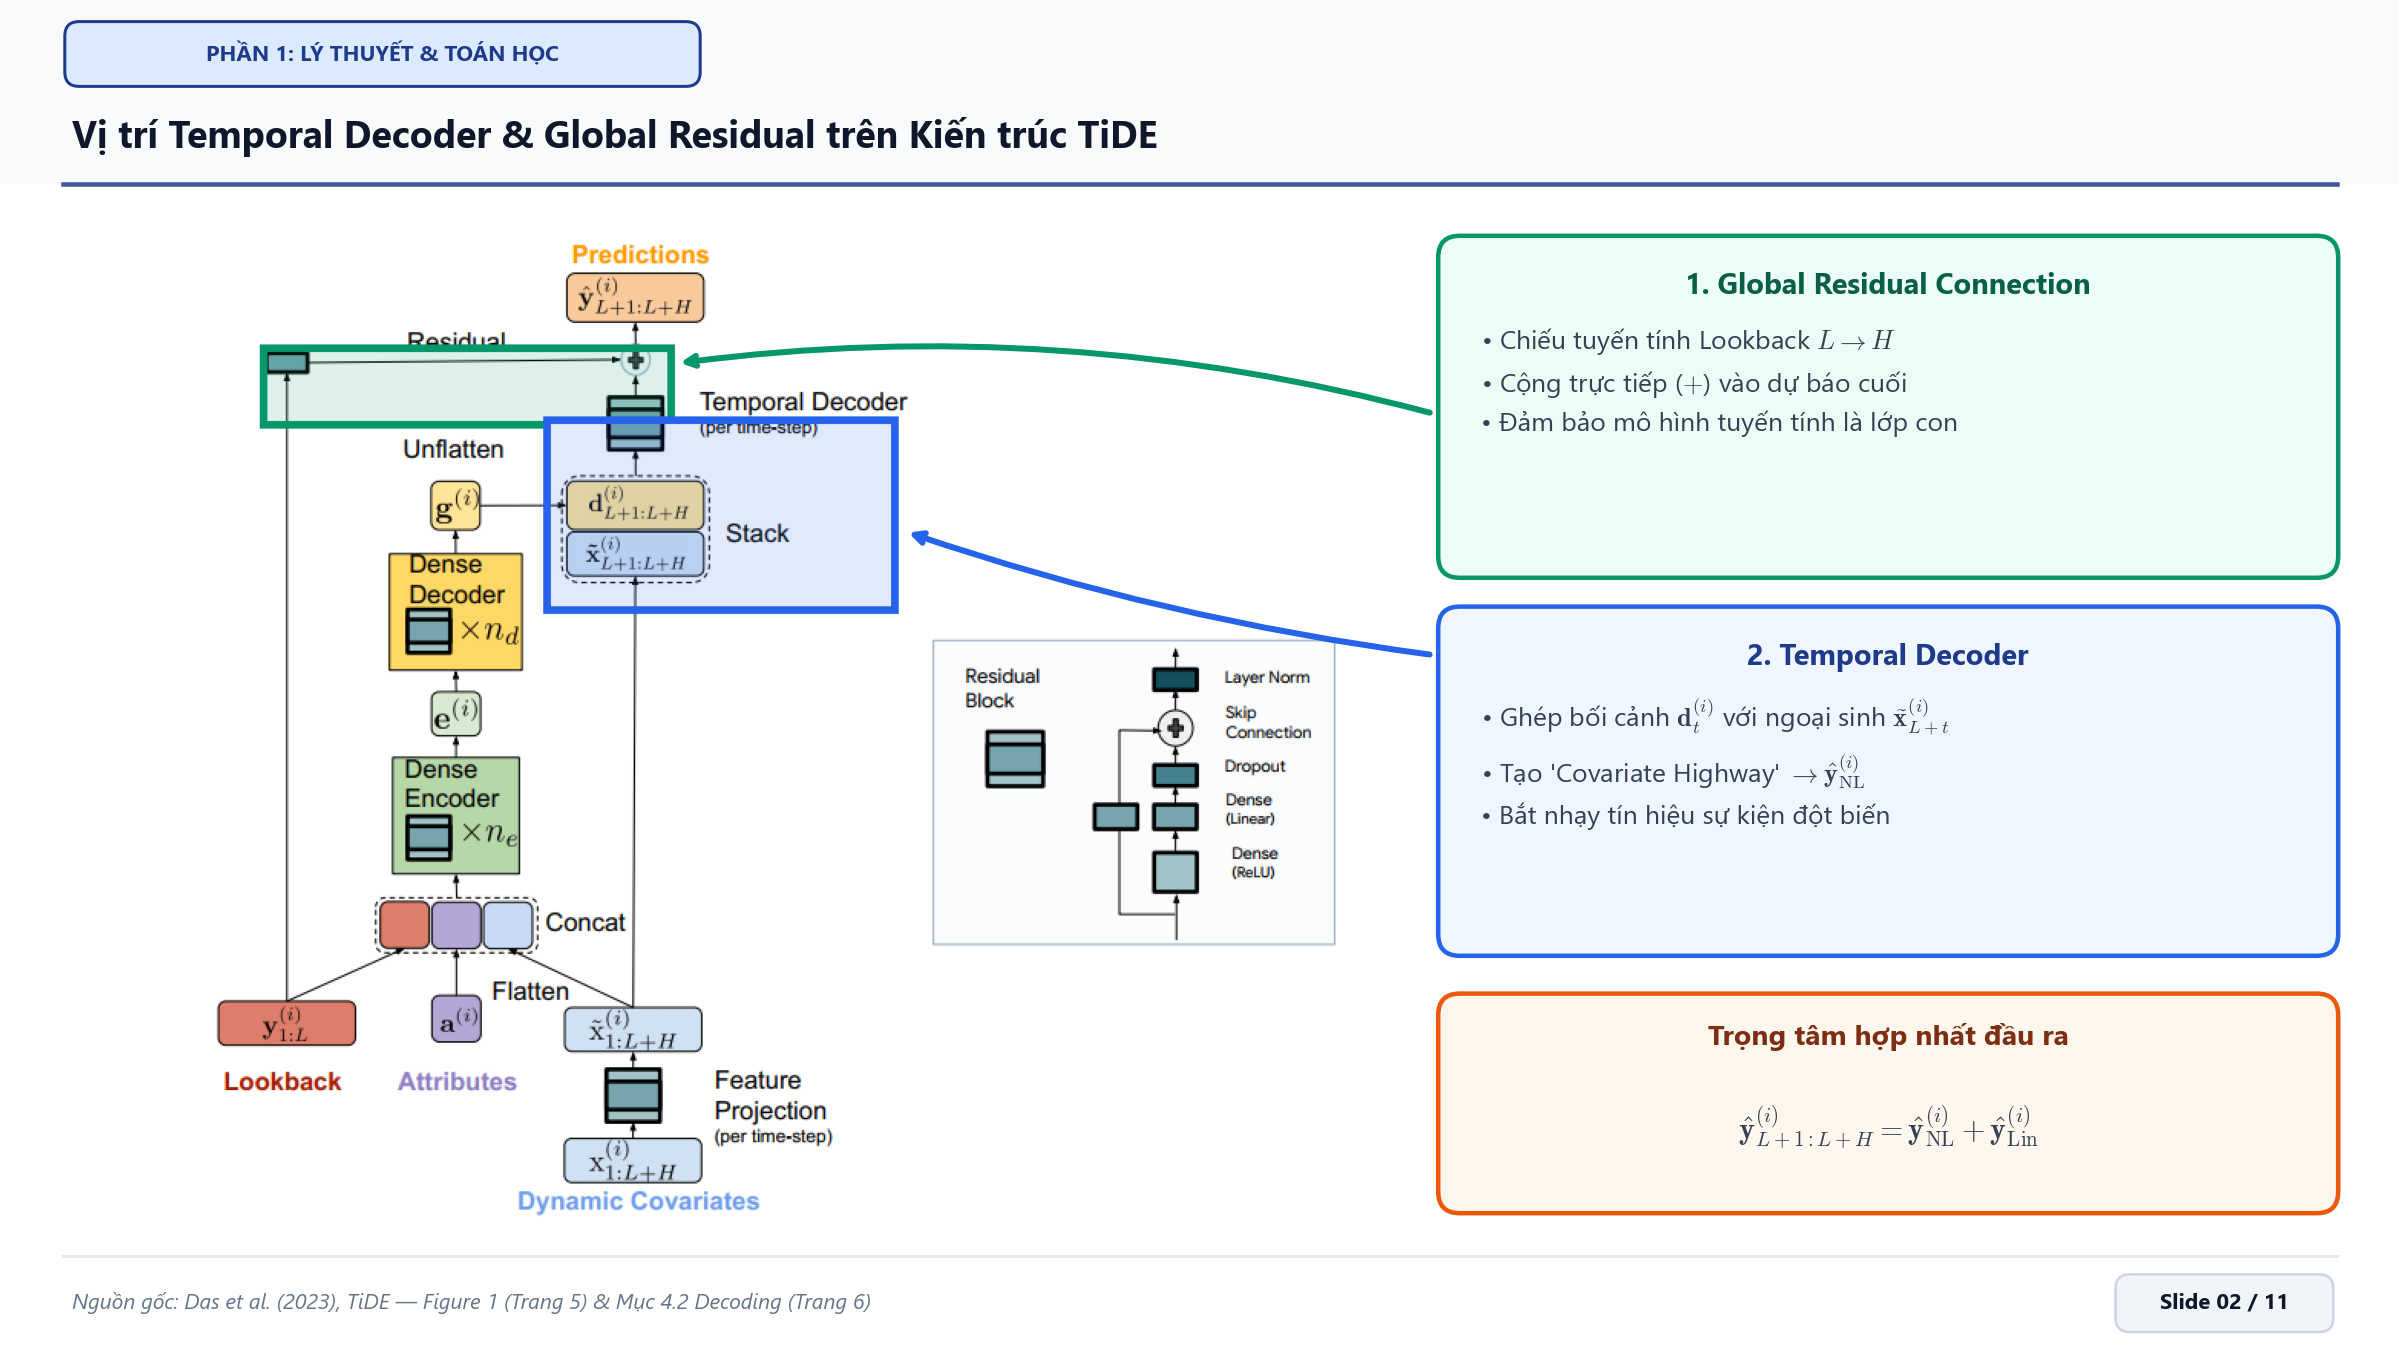 PHẦN 1: LÝ THUYẾT & TOÁN HỌC
Vị trí Temporal Decoder & Global Residual trên Kiến trúc TiDE
Predictions
ŷ^{(i)}_{L+1:L+H}
Residual
Temporal Decoder
(per time-step)
Unflatten
g^{(i)}
d^{(i)}_{L+1:L+H}
x̃^{(i)}_{L+1:L+H}
Stack
Dense
Decoder
×n_d
e^{(i)}
Dense
Encoder
×n_e
Concat
Flatten
y^{(i)}_{1:L}
a^{(i)}
x̃^{(i)}_{1:L+H}
Lookback
Attributes
Feature
Projection
(per time-step)
x^{(i)}_{1:L+H}
Dynamic Covariates
Residual
Block
Layer Norm
Skip
Connection
Dropout
Dense
(Linear)
Dense
(ReLU)
1. Global Residual Connection
• Chiếu tuyến tính Lookback L → H
• Cộng trực tiếp (+) vào dự báo cuối
• Đảm bảo mô hình tuyến tính là lớp con
2. Temporal Decoder
• Ghép bối cảnh d^{(i)}_t với ngoại sinh x̃^{(i)}_{L+t}
• Tạo 'Covariate Highway' → ŷ^{(i)}_{NL}
• Bắt nhạy tín hiệu sự kiện đột biến
Trọng tâm hợp nhất đầu ra
ŷ^{(i)}_{L+1:L+H} = ŷ^{(i)}_{NL} + ŷ^{(i)}_{Lin}
Nguồn gốc: Das et al. (2023), TiDE — Figure 1 (Trang 5) & Mục 4.2 Decoding (Trang 6)
Slide 02 / 11